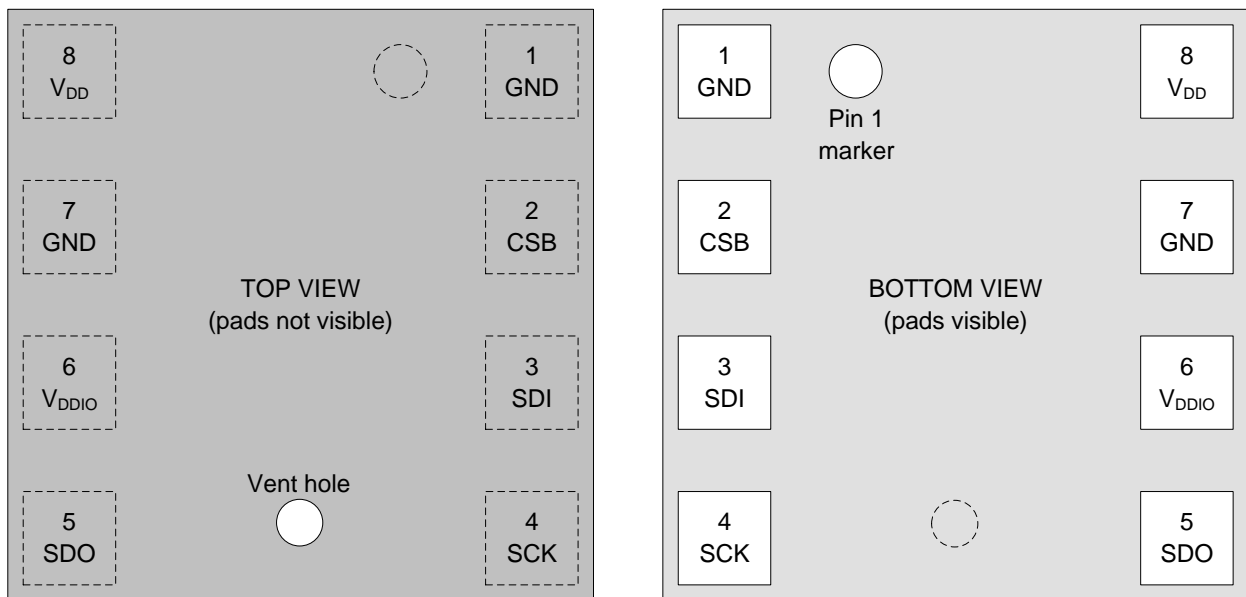 8
VDD
1
GND
7
GND
2
CSB
TOP VIEW
(pads not visible)
6
VDDIO
3
SDI
Vent hole
5
SDO
4
SCK
1
GND
Pin 1
marker
8
VDD
2
CSB
7
GND
BOTTOM VIEW
(pads visible)
3
SDI
6
VDDIO
4
SCK
5
SDO